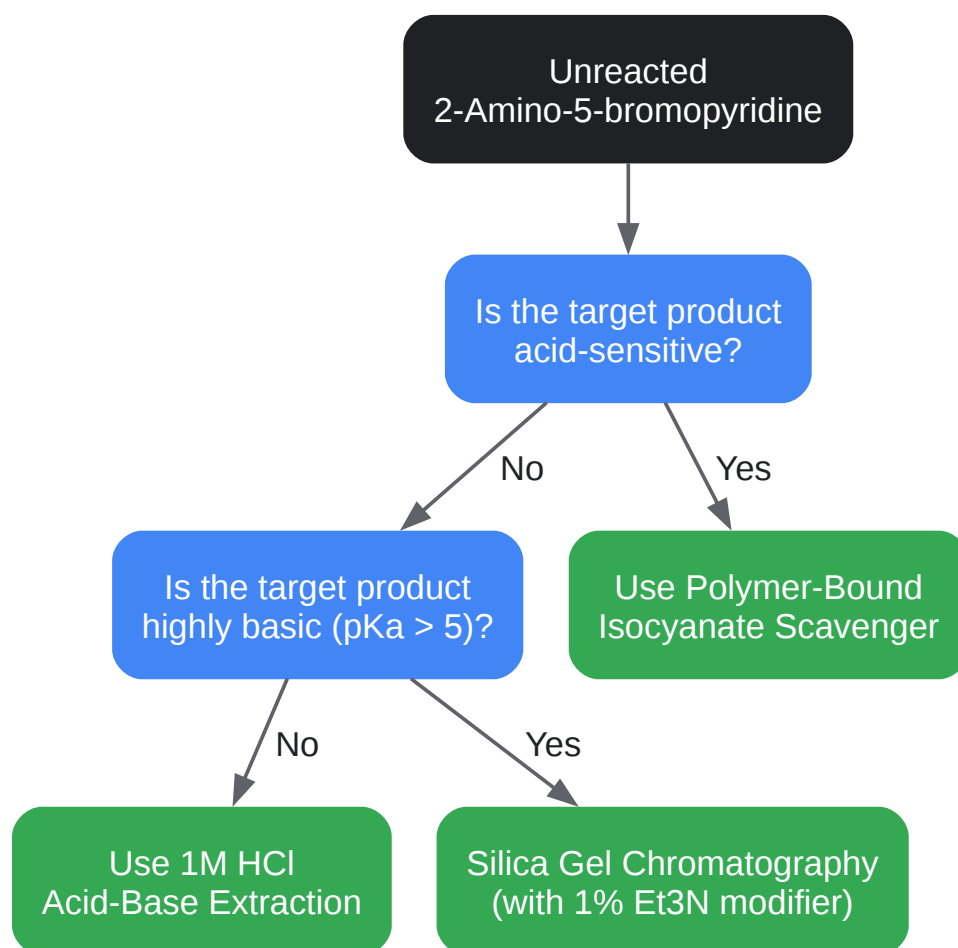 Unreacted
2-Amino-5-bromopyridine
Is the target product
acid-sensitive?
No
Yes
Is the target product
highly basic (pKa > 5)?
Use Polymer-Bound
Isocyanate Scavenger
No
Yes
Use 1M HCl
Acid-Base Extraction
Silica Gel Chromatography
(with 1% Et3N modifier)